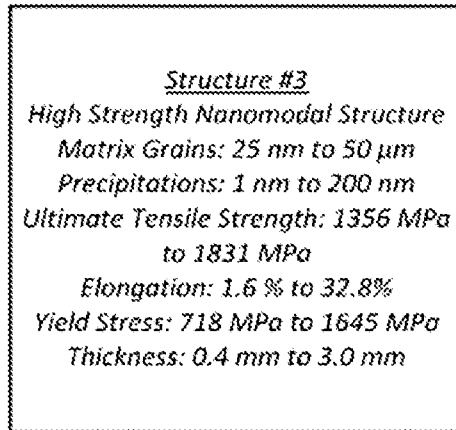 Structure #3
High Strength Nanomodal Structure
Matrix Grains: 25 nm to 50 μm
Precipitations: 1 nm to 200 nm
Ultimate Tensile Strength: 1356 MPa
to 1831 MPa
Elongation: 1.6 % to 32.8%
Yield Stress: 718 MPa to 1645 MPa
Thickness: 0.4 mm to 3.0 mm